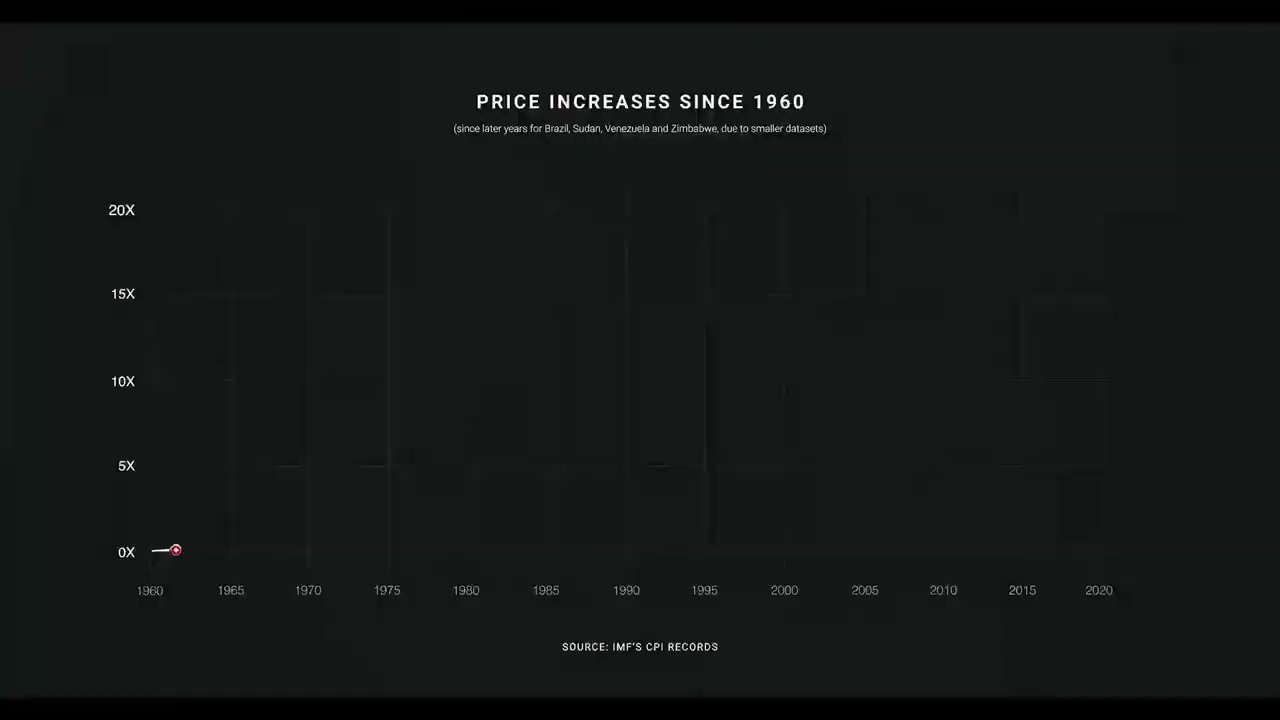 PRICE INCREASES SINCE 1960
(since later years for Brazil, Sudan, Venezuela and Zimbabwe, due to smaller datasets)
20X
15X
10X
5X
0X
1960 1965 1970 1975 1980 1985 1990 1995 2000 2005 2010 2015 2020
SOURCE: IMF'S CPI RECORDS